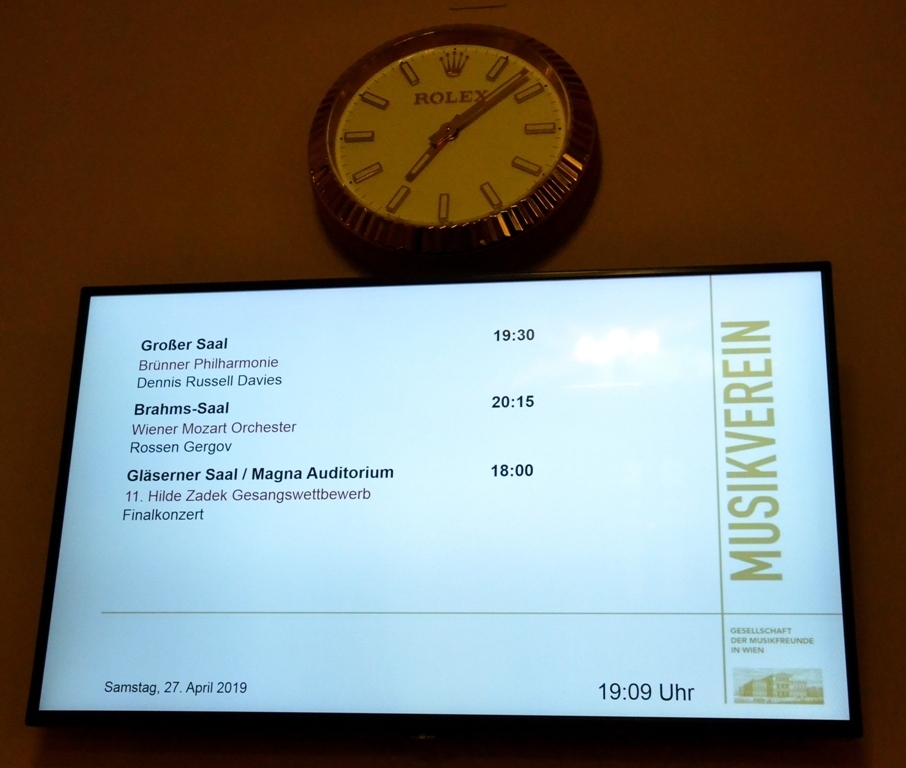 ROLEX
Großer Saal 19:30
Brünner Philharmonie
Dennis Russell Davies
Brahms-Saal 20:15
Wiener Mozart Orchester
Rossen Gergov
Gläserner Saal / Magna Auditorium 18:00
11. Hilde Zadek Gesangswettbewerb
Finalkonzert
MUSIKVEREIN
GESELLSCHAFT
DER MUSIKFREUNDE
IN WIEN
Samstag, 27. April 2019
19:09 Uhr